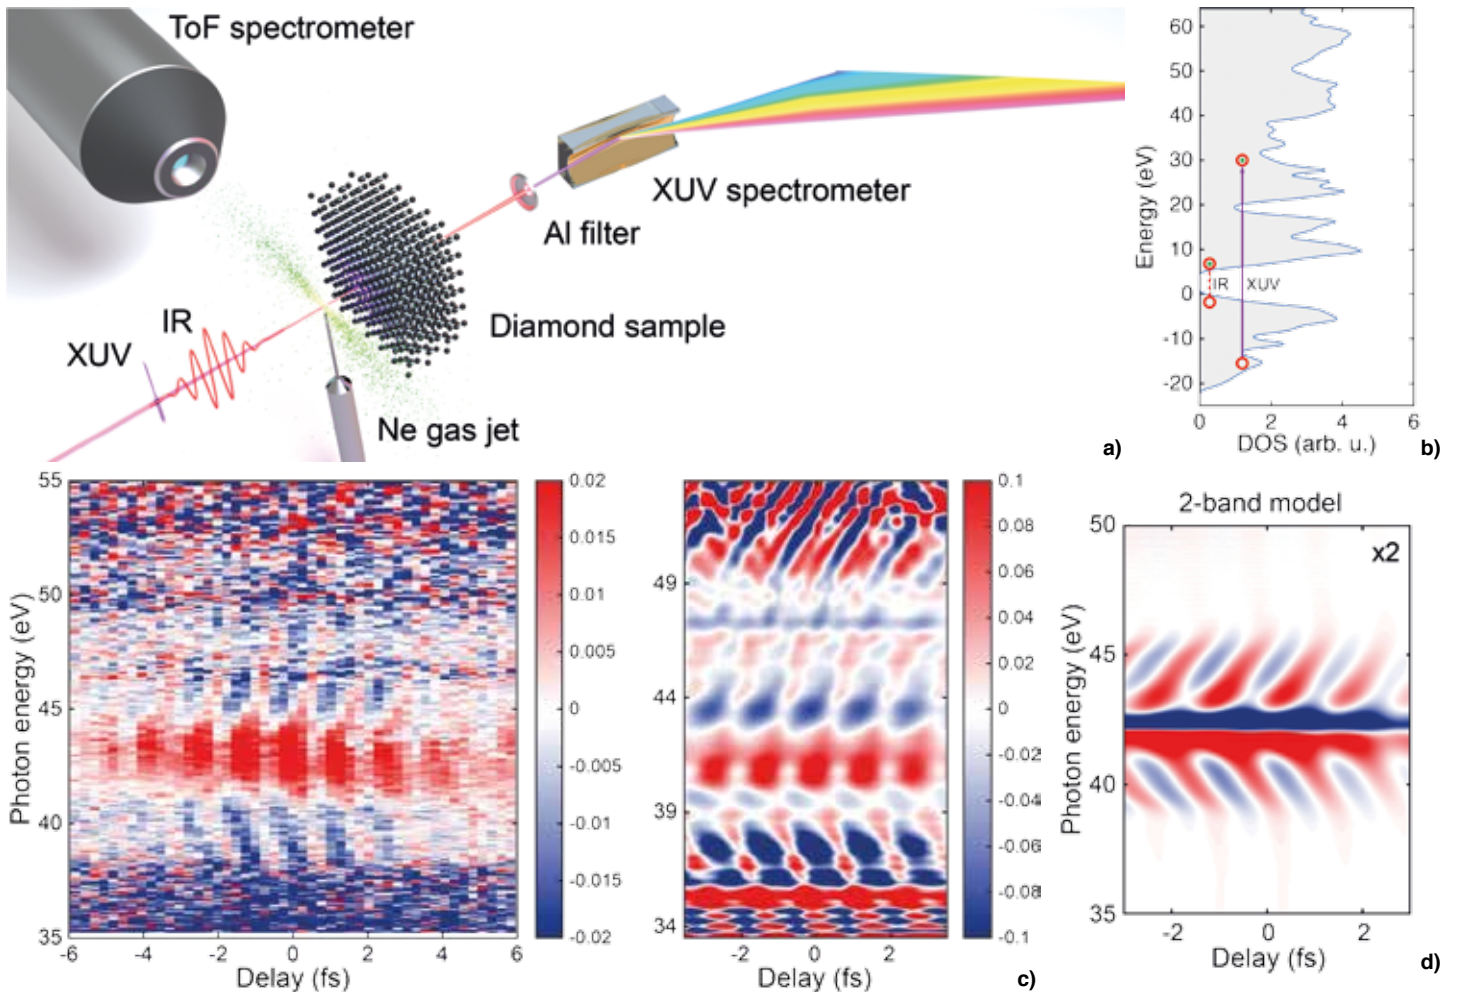 ToF spectrometer
XUV spectrometer
Al filter
IR
XUV
Diamond sample
Ne gas jet
a)
60
50
40
30
20
10
0
-10
-20
Energy (eV)
IR
XUV
0 2 4 6
DOS (arb. u.)
b)
55
50
45
40
35
Photon energy (eV)
-6 -4 -2 0 2 4 6
Delay (fs)
0.02
0.015
0.01
0.005
0
-0.005
-0.01
-0.015
-0.02
49
44
39
34
-2 0 2
Delay (fs)
0.1
0.08
0.06
0.04
0.02
0
-0.02
-0.04
-0.06
-0.08
-0.1
c)
2-band model
x2
50
45
40
35
Photon energy (eV)
-2 0 2
Delay (fs)
d)